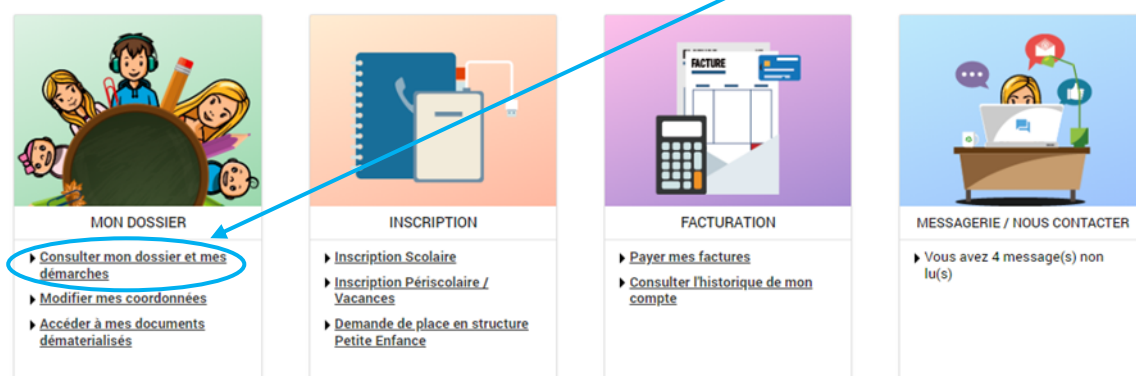 FACTURE
MON DOSSIER
Consulter mon dossier et mes
démarches
Modifier mes coordonnées
Accéder à mes documents
dématerialisés
INSCRIPTION
Inscription Scolaire
Inscription Périscolaire /
Vacances
Demande de place en structure
Petite Enfance
FACTURATION
Payer mes factures
Consulter l'historique de mon
compte
MESSAGERIE / NOUS CONTACTER
Vous avez 4 message(s) non
lu(s)